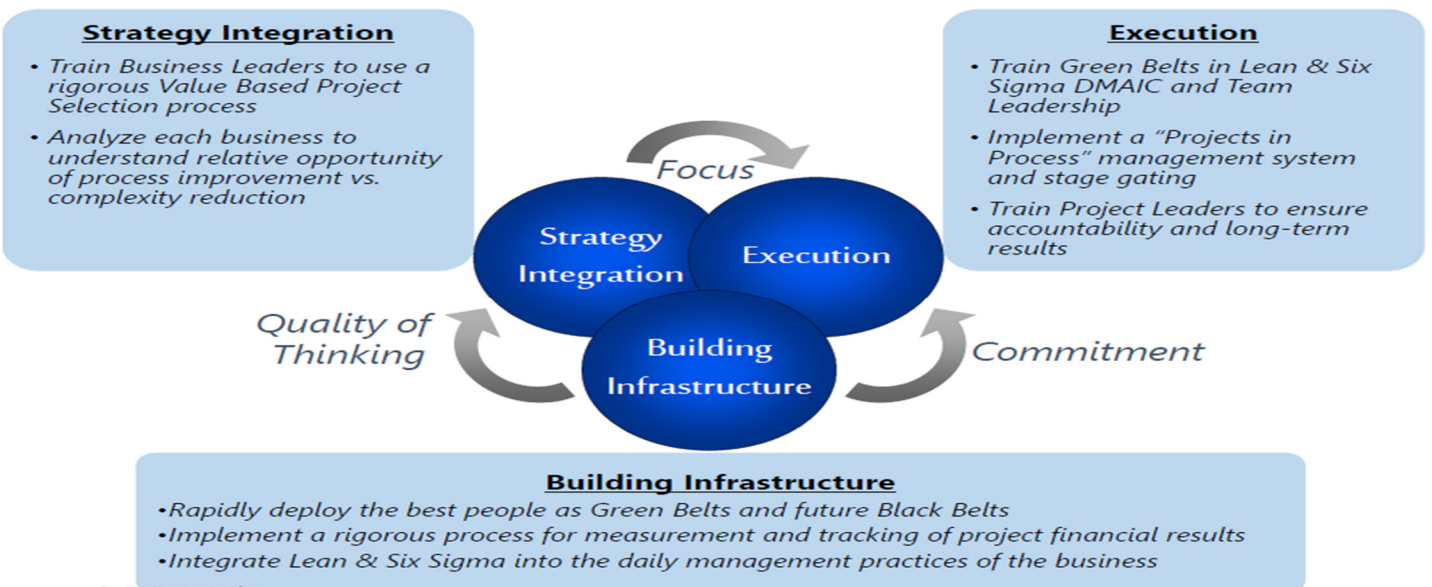 Strategy Integration
• Train Business Leaders to use a
rigorous Value Based Project
Selection process
• Analyze each business to
understand relative opportunity
of process improvement vs.
complexity reduction
Execution
• Train Green Belts in Lean & Six
Sigma DMAIC and Team
Leadership
• Implement a “Projects in
Process” management system
and stage gating
• Train Project Leaders to ensure
accountability and long-term
results
Focus
Strategy
Integration
Execution
Quality of
Thinking
Building
Infrastructure
Commitment
Building Infrastructure
•Rapidly deploy the best people as Green Belts and future Black Belts
•Implement a rigorous process for measurement and tracking of project financial results
•Integrate Lean & Six Sigma into the daily management practices of the business